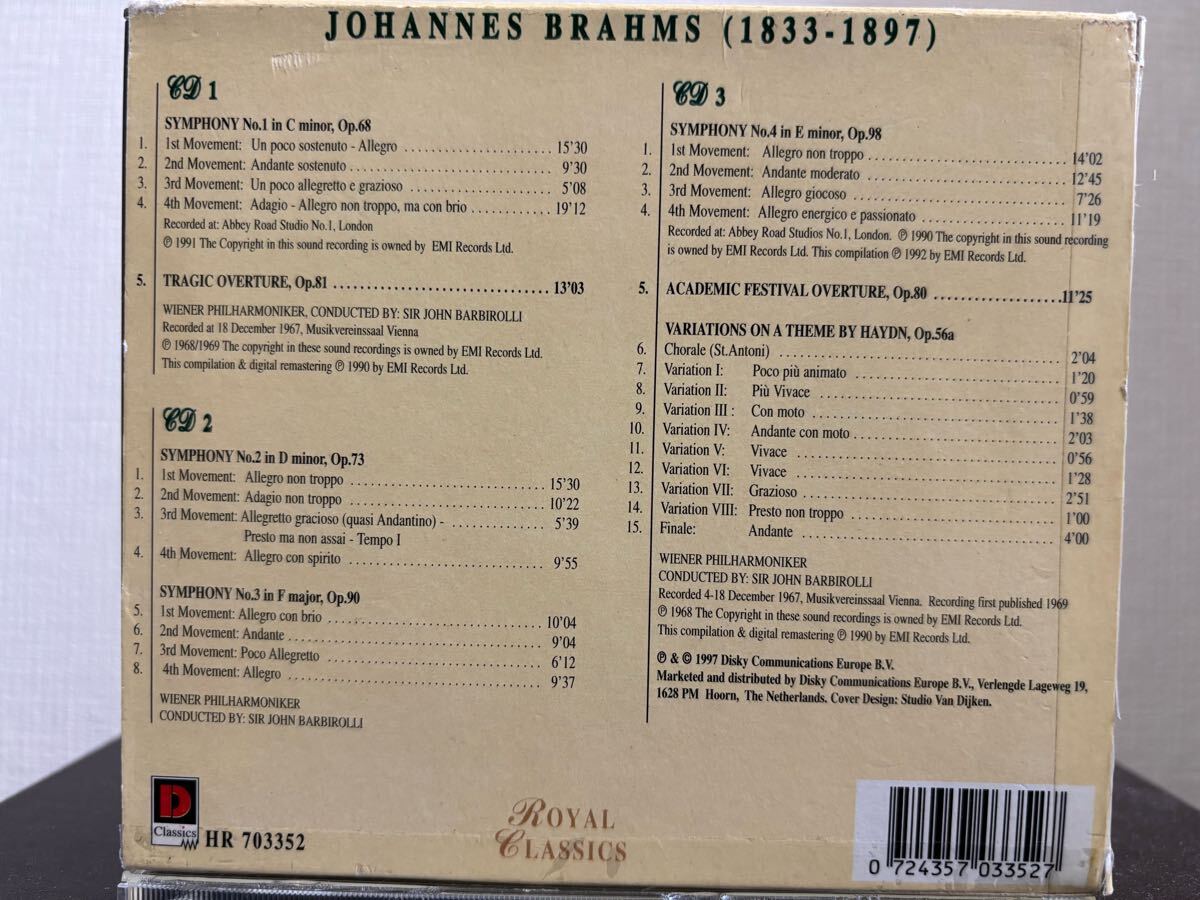 JOHANNES BRAHMS (1833-1897)
CD 1
SYMPHONY No.1 in C minor, Op.68
1. 1st Movement: Un poco sostenuto - Allegro 15'30
2. 2nd Movement: Andante sostenuto 9'30
3. 3rd Movement: Un poco allegretto e grazioso 5'08
4. 4th Movement: Adagio - Allegro non troppo, ma con brio 19'12
Recorded at: Abbey Road Studio No.1, London
℗ 1991 The Copyright in this sound recording is owned by EMI Records Ltd.
5. TRAGIC OVERTURE, Op.81 13'03
WIENER PHILHARMONIKER, CONDUCTED BY: SIR JOHN BARBIROLLI
Recorded at 18 December 1967, Musikvereinssaal Vienna
℗ 1968/1969 The copyright in these sound recordings is owned by EMI Records Ltd.
This compilation & digital remastering ℗ 1990 by EMI Records Ltd.
CD 2
SYMPHONY No.2 in D minor, Op.73
1. 1st Movement: Allegro non troppo 15'30
2. 2nd Movement: Adagio non troppo 10'22
3. 3rd Movement: Allegretto gracioso (quasi Andantino) - 5'39
Presto ma non assai - Tempo I
4. 4th Movement: Allegro con spirito 9'55
SYMPHONY No.3 in F major, Op.90
5. 1st Movement: Allegro con brio 10'04
6. 2nd Movement: Andante 9'04
7. 3rd Movement: Poco Allegretto 6'12
8. 4th Movement: Allegro 9'37
WIENER PHILHARMONIKER
CONDUCTED BY: SIR JOHN BARBIROLLI
CD 3
SYMPHONY No.4 in E minor, Op.98
1. 1st Movement: Allegro non troppo 14'02
2. 2nd Movement: Andante moderato 12'45
3. 3rd Movement: Allegro giocoso 7'26
4. 4th Movement: Allegro energico e passionato 11'19
Recorded at: Abbey Road Studios No.1, London. ℗ 1990 The copyright in this sound recording
is owned by EMI Records Ltd. This compilation ℗ 1992 by EMI Records Ltd.
5. ACADEMIC FESTIVAL OVERTURE, Op.80 11'25
VARIATIONS ON A THEME BY HAYDN, Op.56a
6. Chorale (St.Antoni) 2'04
7. Variation I: Poco più animato 1'20
8. Variation II: Più Vivace 0'59
9. Variation III : Con moto 1'38
10. Variation IV: Andante con moto 2'03
11. Variation V: Vivace 0'56
12. Variation VI: Vivace 1'28
13. Variation VII: Grazioso 2'51
14. Variation VIII: Presto non troppo 1'00
15. Finale: Andante 4'00
WIENER PHILHARMONIKER
CONDUCTED BY: SIR JOHN BARBIROLLI
Recorded 4-18 December 1967, Musikvereinssaal Vienna. Recording first published 1969
℗ 1968 The Copyright in these sound recordings is owned by EMI Records Ltd.
This compilation & digital remastering ℗ 1990 by EMI Records Ltd.
℗ & © 1997 Disky Communications Europe B.V.
Marketed and distributed by Disky Communications Europe B.V., Verlengde Lageweg 19,
1628 PM Hoorn, The Netherlands. Cover Design: Studio Van Dijken.
D
Classics
HR 703352
ROYAL
CLASSICS
0 724357 033527